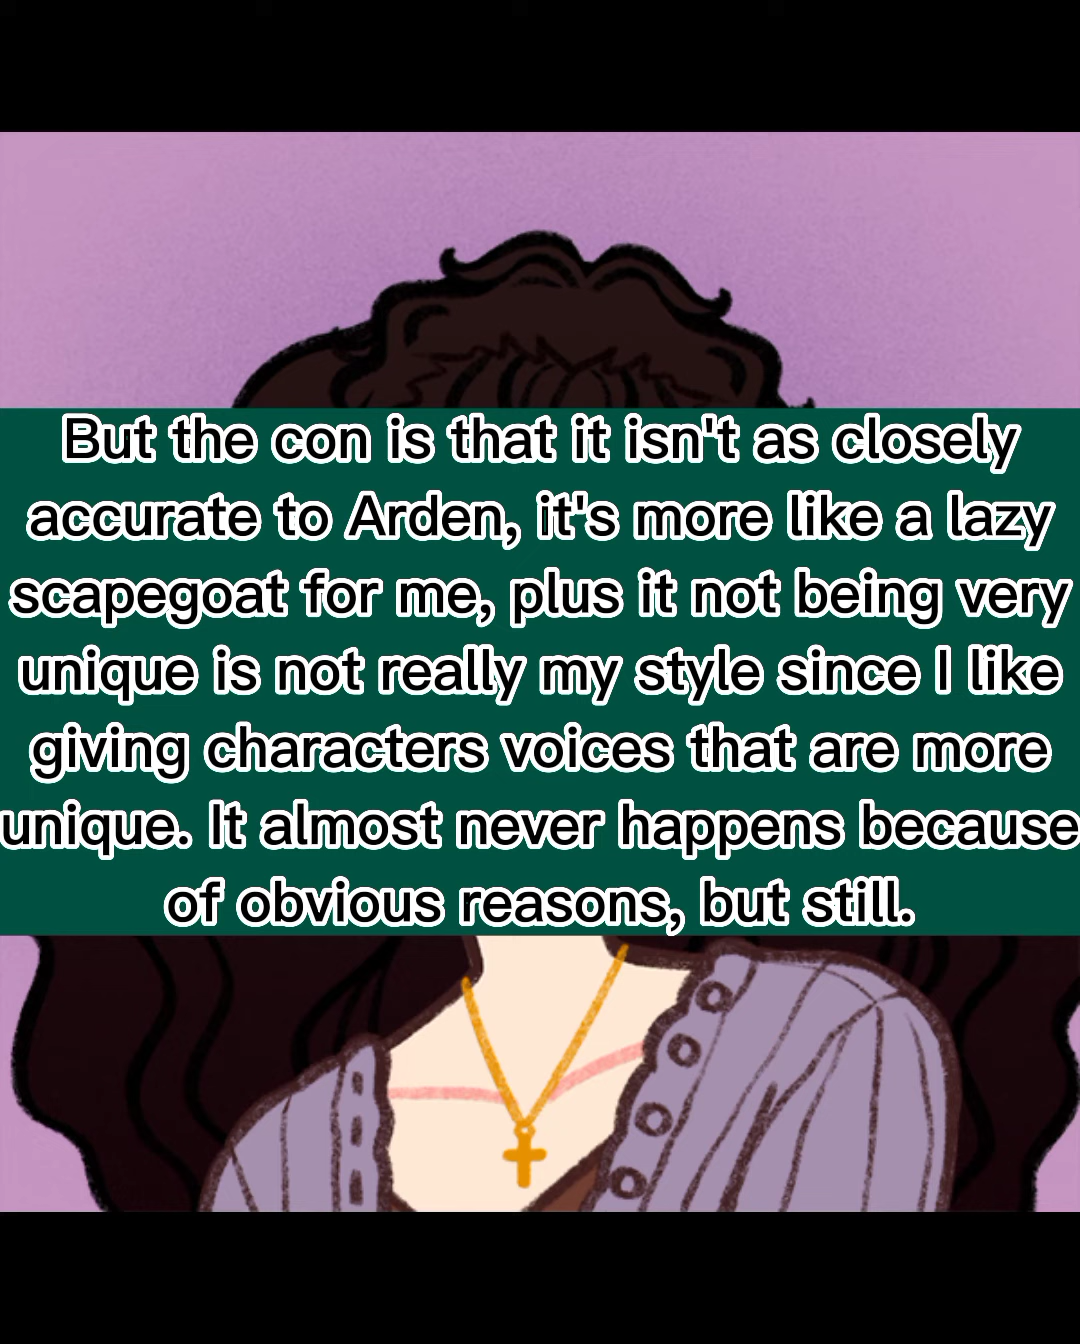 But the con is that it isn't as closely
accurate to Arden, it's more like a lazy
scapegoat for me, plus it not being very
unique is not really my style since I like
giving characters voices that are more
unique. It almost never happens because
of obvious reasons, but still.